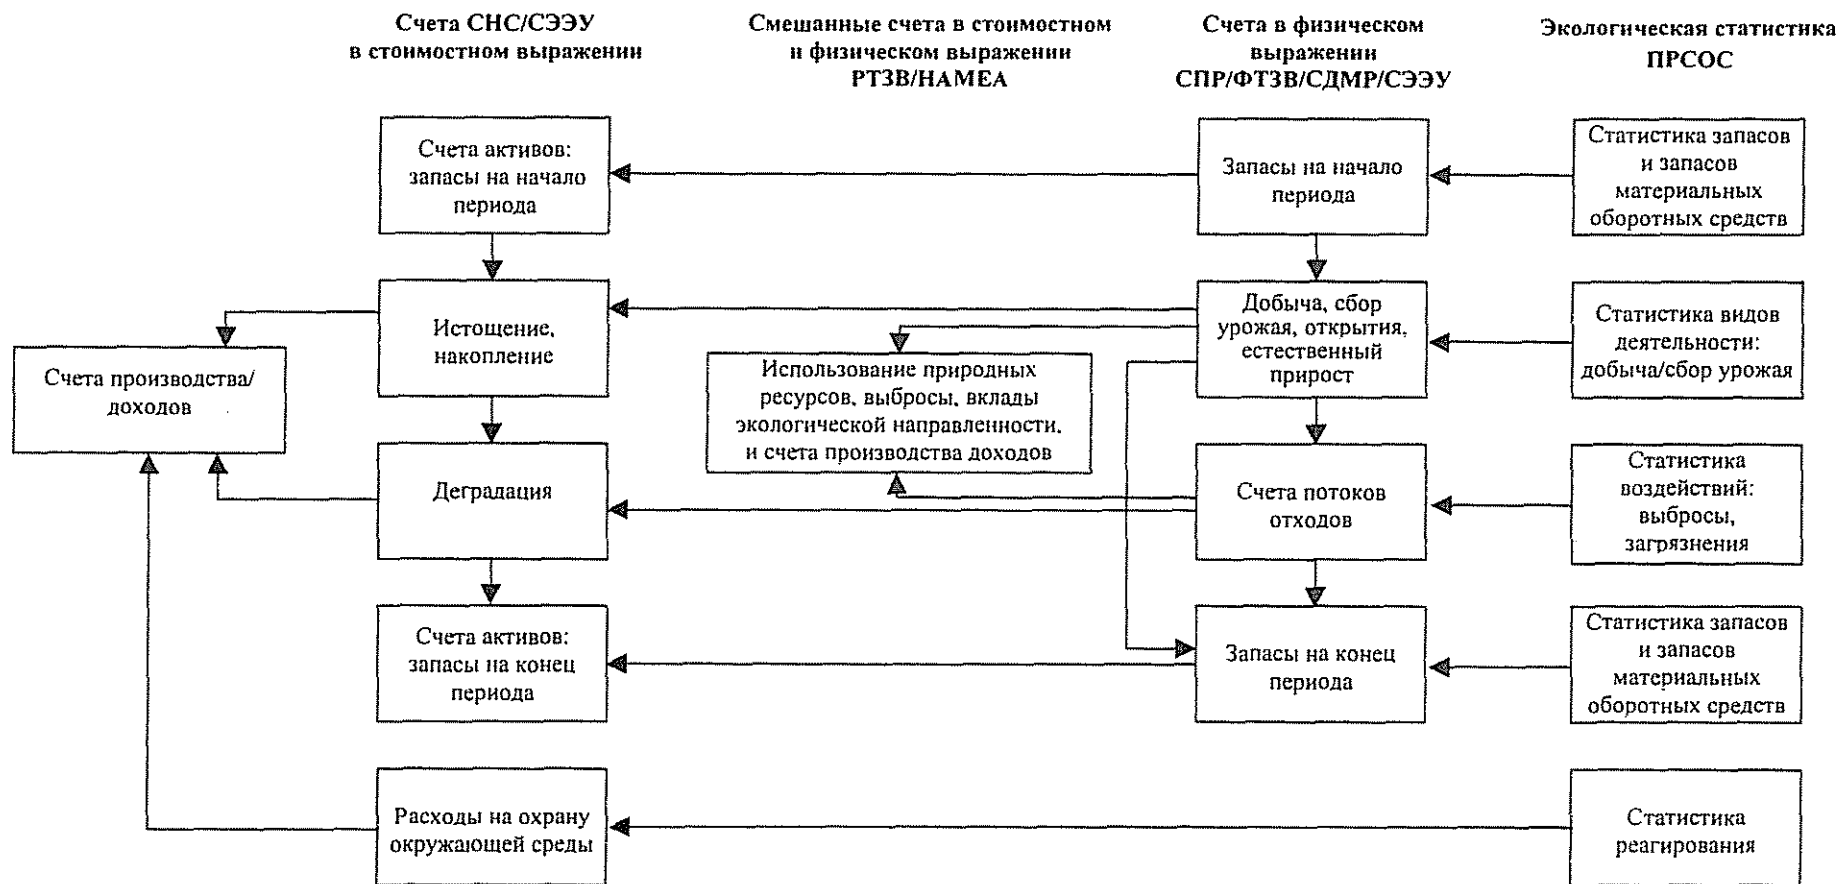 Счета СНС/СЭЭУ
в стоимостном выражении
Смешанные счета в стоимостном
и физическом выражении
РТЗВ/НАМЕА
Счета в физическом
выражении
СПР/ФТЗВ/СДМР/СЭЭУ
Экологическая статистика
ПРСОС
Счета активов:
запасы на начало
периода
Запасы на начало
периода
Статистика запасов
и запасов
материальных
оборотных средств
Истощение,
накопление
Добыча, сбор
урожая, открытия,
естественный
прирост
Статистика видов
деятельности:
добыча/сбор урожая
Счета производства/
доходов
Использование природных
ресурсов, выбросы, вклады
экологической направленности,
и счета производства доходов
Деградация
Счета потоков
отходов
Статистика
воздействий:
выбросы,
загрязнения
Счета активов:
запасы на конец
периода
Запасы на конец
периода
Статистика запасов
и запасов
материальных
оборотных средств
Расходы на охрану
окружающей среды
Статистика
реагирования